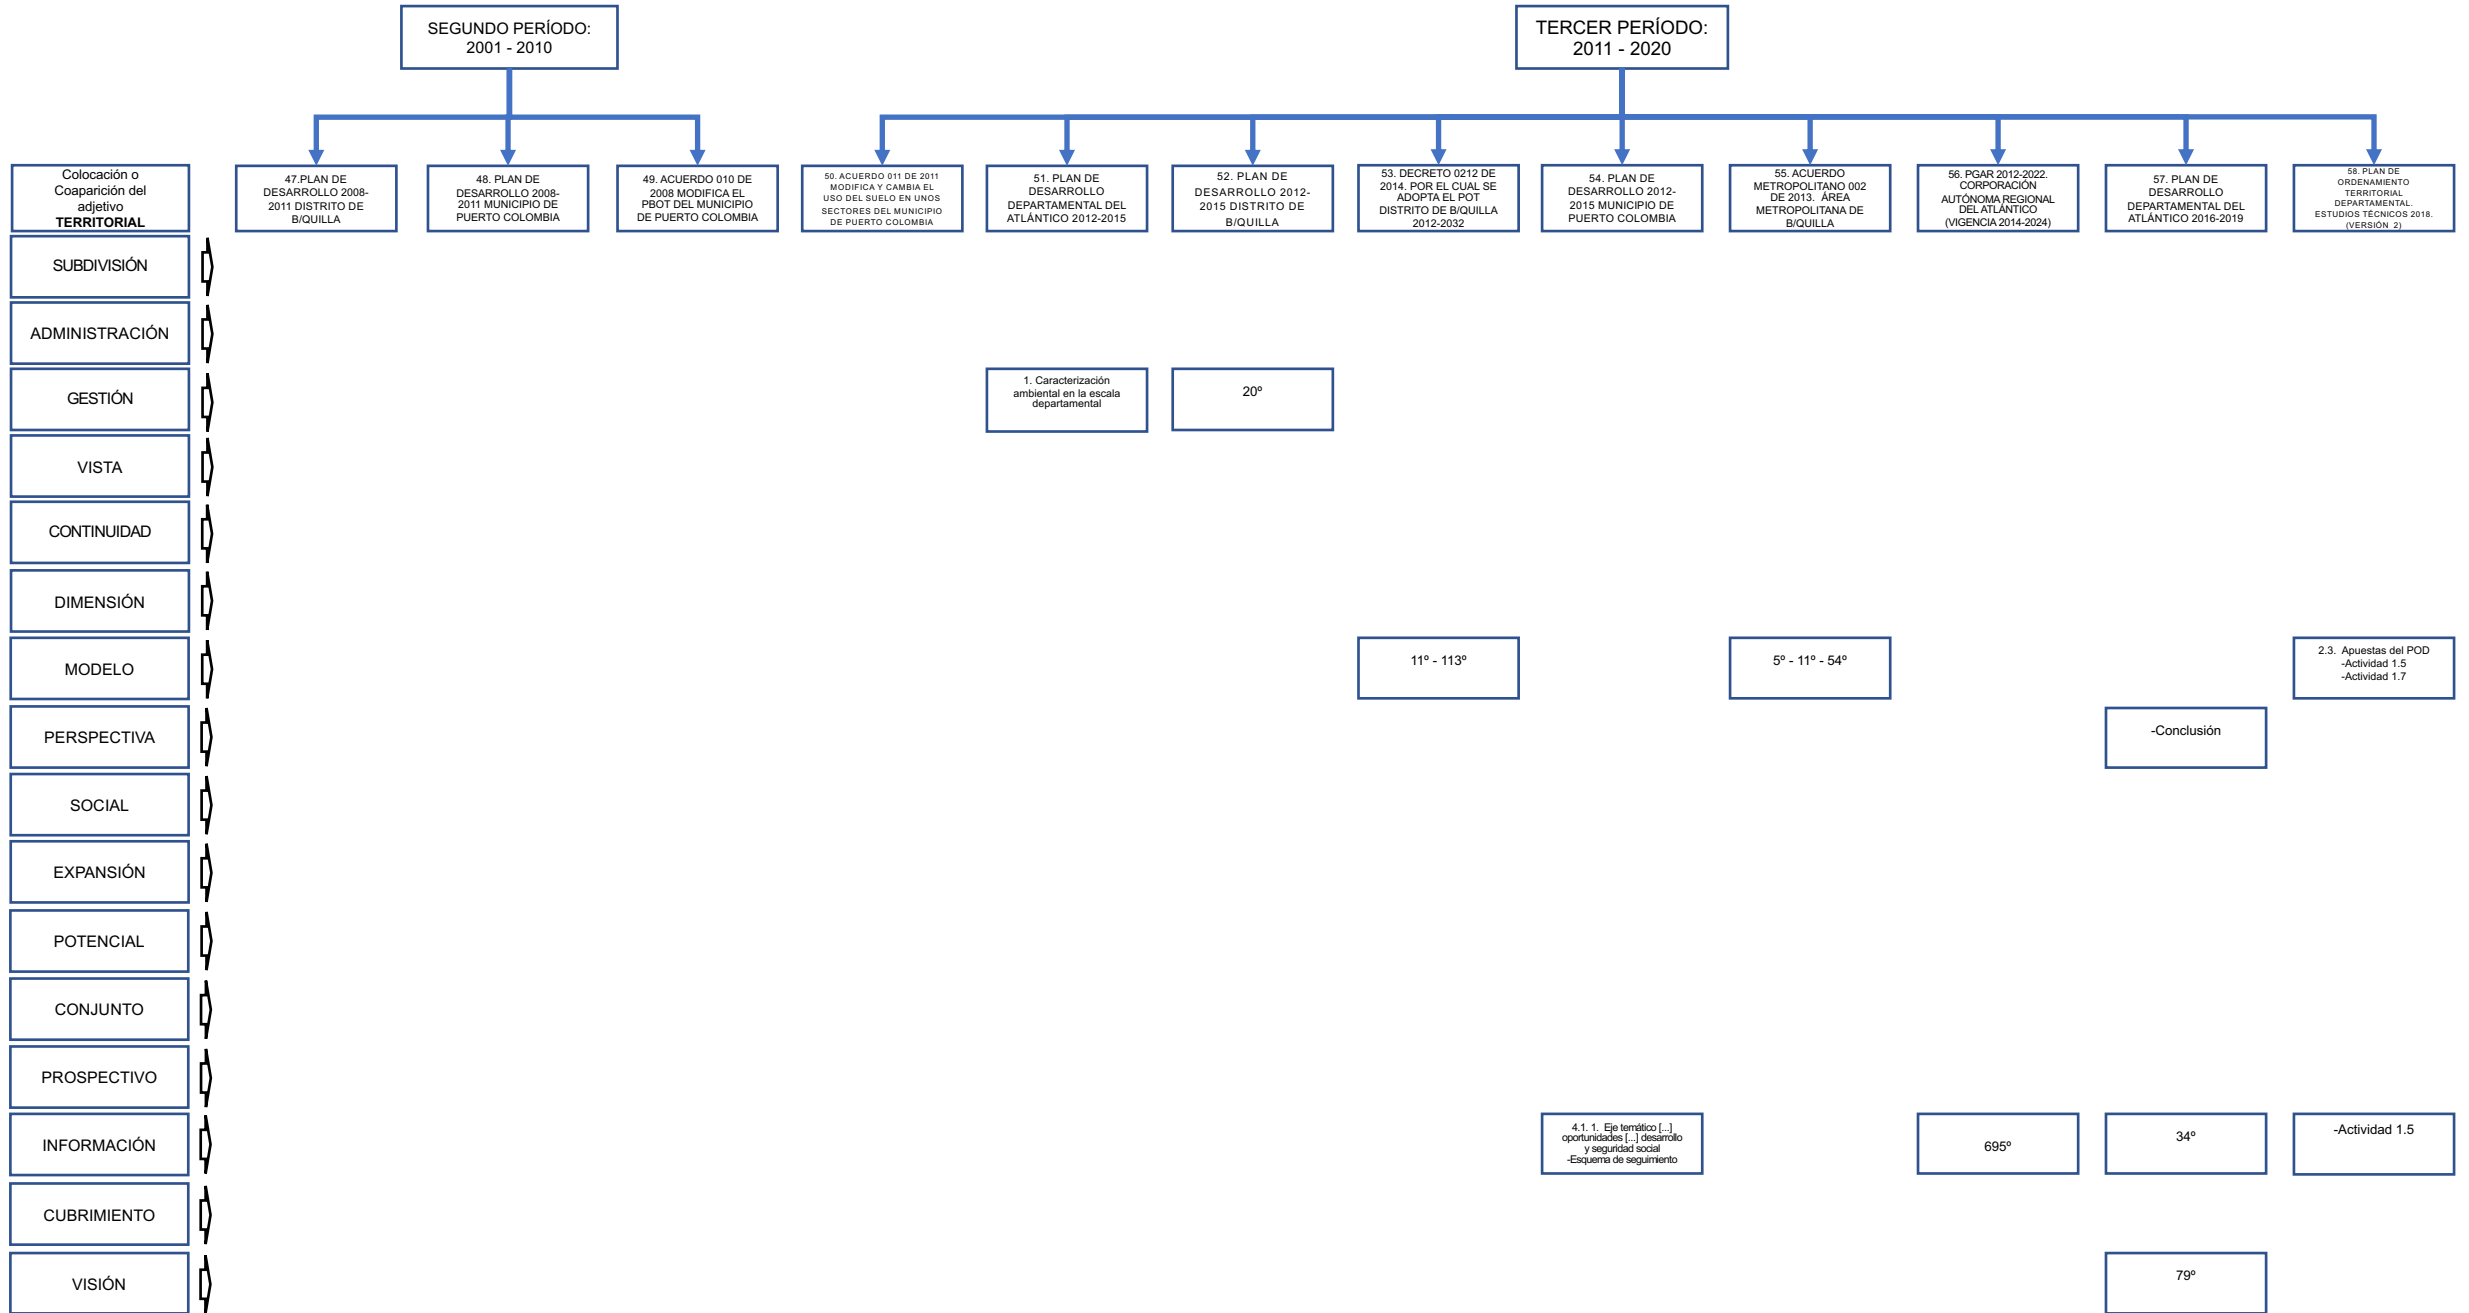 SEGUNDO PERÍODO:
2001 - 2010
TERCER PERÍODO:
2011 - 2020
Colocación o
Coaparición del
adjetivo
TERRITORIAL
47.PLAN DE
DESARROLLO 2008-
2011 DISTRITO DE
B/QUILLA
48. PLAN DE
DESARROLLO 2008-
2011 MUNICIPIO DE
PUERTO COLOMBIA
49. ACUERDO 010 DE
2008 MODIFICA EL
PBOT DEL MUNICIPIO
DE PUERTO COLOMBIA
50. ACUERDO 011 DE 2011
MODIFICA Y CAMBIA EL
USO DEL SUELO EN UNOS
SECTORES DEL MUNICIPIO
DE PUERTO COLOMBIA
51. PLAN DE
DESARROLLO
DEPARTAMENTAL DEL
ATLÁNTICO 2012-2015
52. PLAN DE
DESARROLLO 2012-
2015 DISTRITO DE
B/QUILLA
53. DECRETO 0212 DE
2014. POR EL CUAL SE
ADOPTA EL POT
DISTRITO DE B/QUILLA
2012-2032
54. PLAN DE
DESARROLLO 2012-
2015 MUNICIPIO DE
PUERTO COLOMBIA
55. ACUERDO
METROPOLITANO 002
DE 2013. ÁREA
METROPOLITANA DE
B/QUILLA
56. PGAR 2012-2022.
CORPORACIÓN
AUTÓNOMA REGIONAL
DEL ATLÁNTICO
(VIGENCIA 2014-2024)
57. PLAN DE
DESARROLLO
DEPARTAMENTAL DEL
ATLÁNTICO 2016-2019
58. PLAN DE
ORDENAMIENTO
TERRITORIAL
DEPARTAMENTAL.
ESTUDIOS TÉCNICOS 2018.
(VERSIÓN 2)
SUBDIVISIÓN
ADMINISTRACIÓN
GESTIÓN
1. Caracterización
ambiental en la escala
departamental
20º
VISTA
CONTINUIDAD
DIMENSIÓN
MODELO
11º - 113º
5º - 11º - 54º
2.3. Apuestas del POD
-Actividad 1.5
-Actividad 1.7
PERSPECTIVA
-Conclusión
SOCIAL
EXPANSIÓN
POTENCIAL
CONJUNTO
PROSPECTIVO
INFORMACIÓN
4.1. 1. Eje temático [...]
oportunidades [...] desarrollo
y seguridad social
-Esquema de seguimiento
695º
34º
-Actividad 1.5
CUBRIMIENTO
VISIÓN
79º